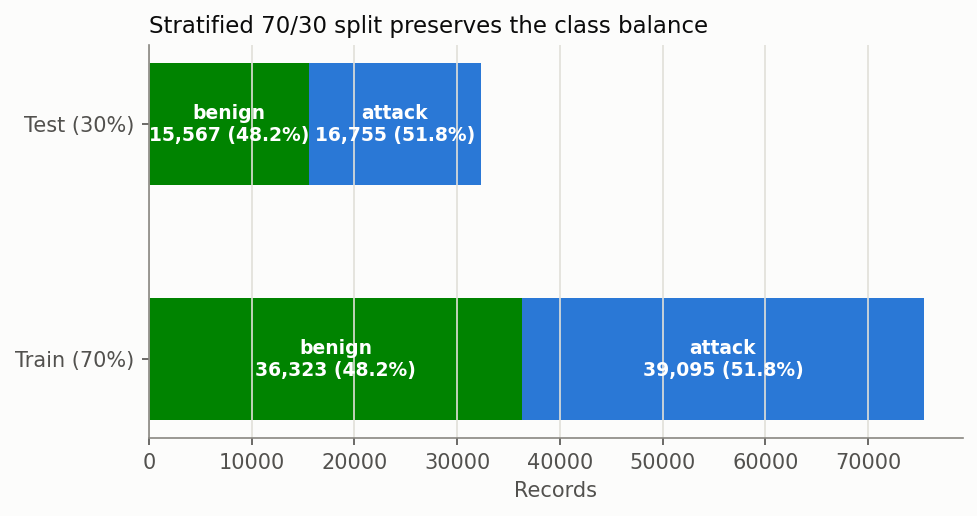 Stratified 70/30 split preserves the class balance
Test (30%)
benign
15,567 (48.2%)
attack
16,755 (51.8%)
Train (70%)
benign
36,323 (48.2%)
attack
39,095 (51.8%)
0 10000 20000 30000 40000 50000 60000 70000
Records